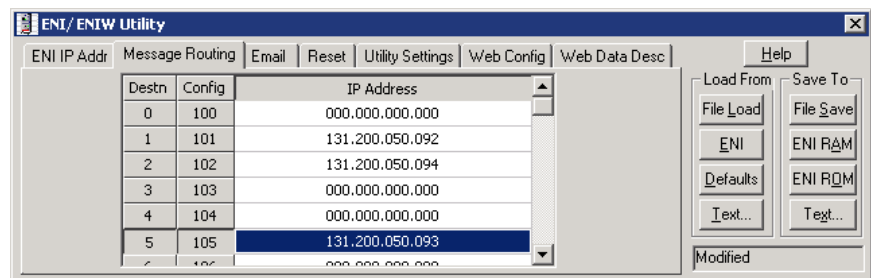 ENI/ENIW Utility
ENI IP Addr Message Routing Email Reset Utility Settings Web Config Web Data Desc
Help
Destn Config IP Address
0 100 000.000.000.000
1 101 131.200.050.092
2 102 131.200.050.094
3 103 000.000.000.000
4 104 000.000.000.000
5 105 131.200.050.093
Load From
File Load
ENI
Defaults
Text...
Save To
File Save
ENI RAM
ENI ROM
Text...
Modified